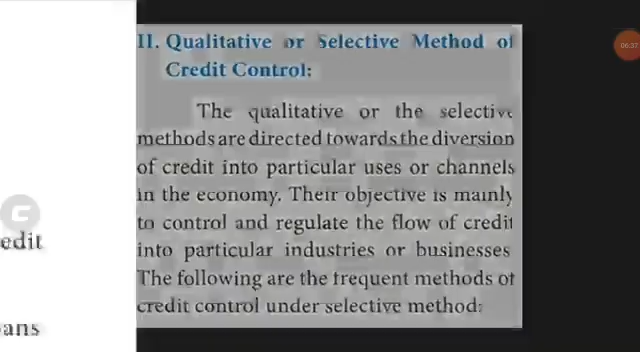 II. Qualitative or Selective Method of
Credit Control:
The qualitative or the selective
methods are directed towards the diversion
of credit into particular uses or channels
in the economy. Their objective is mainly
to control and regulate the flow of credit
into particular industries or businesses
The following are the frequent methods of
credit control under selective method:
edit
ans
06:37